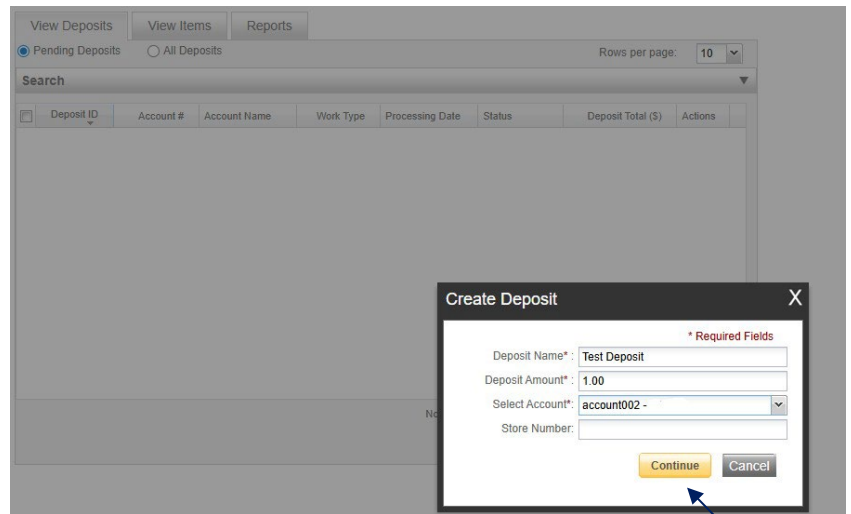 View Deposits View Items Reports
Pending Deposits All Deposits Rows per page: 10
Search
Deposit ID Account # Account Name Work Type Processing Date Status Deposit Total ($) Actions
Create Deposit X
* Required Fields
Deposit Name* : Test Deposit
Deposit Amount* : 1.00
Select Account*: account002 -
Store Number:
Continue Cancel